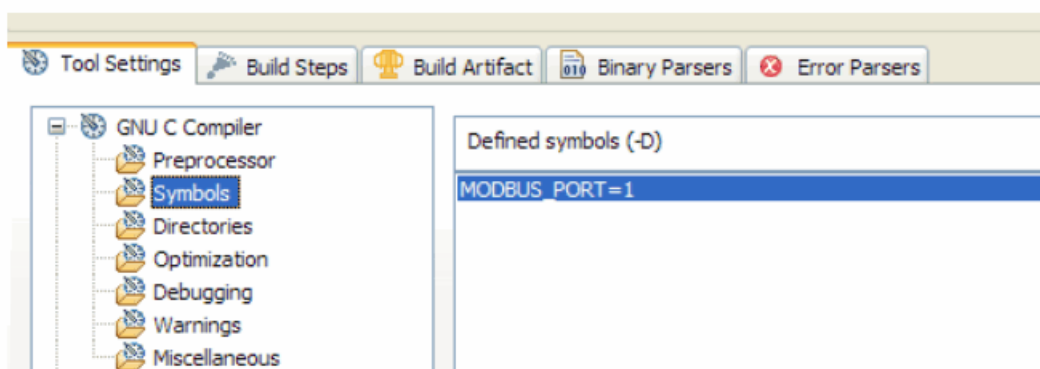 Tool Settings Build Steps Build Artifact Binary Parsers Error Parsers
GNU C Compiler
Preprocessor
Symbols
Directories
Optimization
Debugging
Warnings
Miscellaneous
Defined symbols (-D)
MODBUS_PORT=1